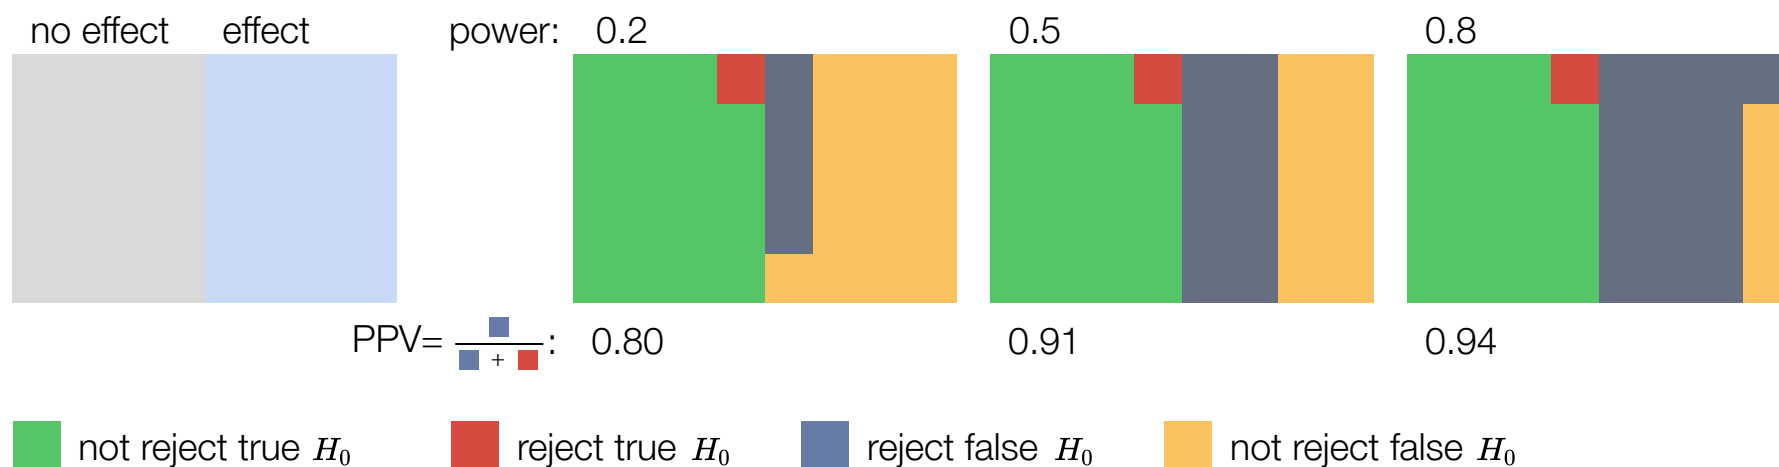 no effect effect power: 0.2 0.5 0.8
PPV= + : 0.80 0.91 0.94
not reject true H₀ reject true H₀ reject false H₀ not reject false H₀